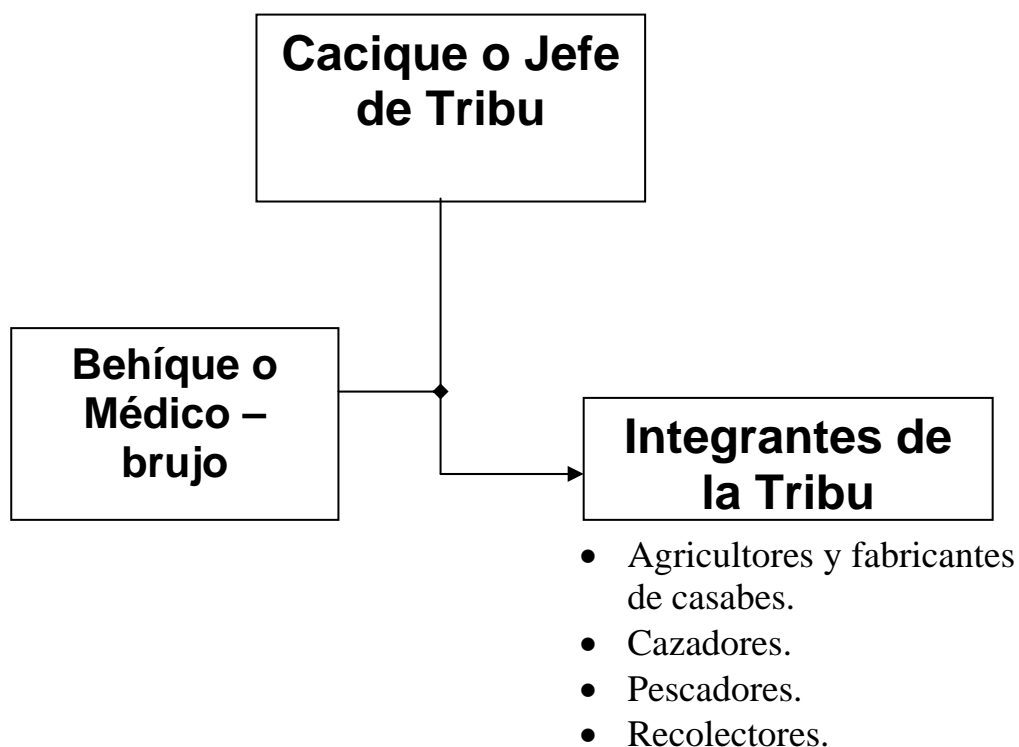 Cacique o Jefe
de Tribu
Behíque o
Médico –
brujo
Integrantes de
la Tribu
• Agricultores y fabricantes
de casabes.
• Cazadores.
• Pescadores.
• Recolectores.